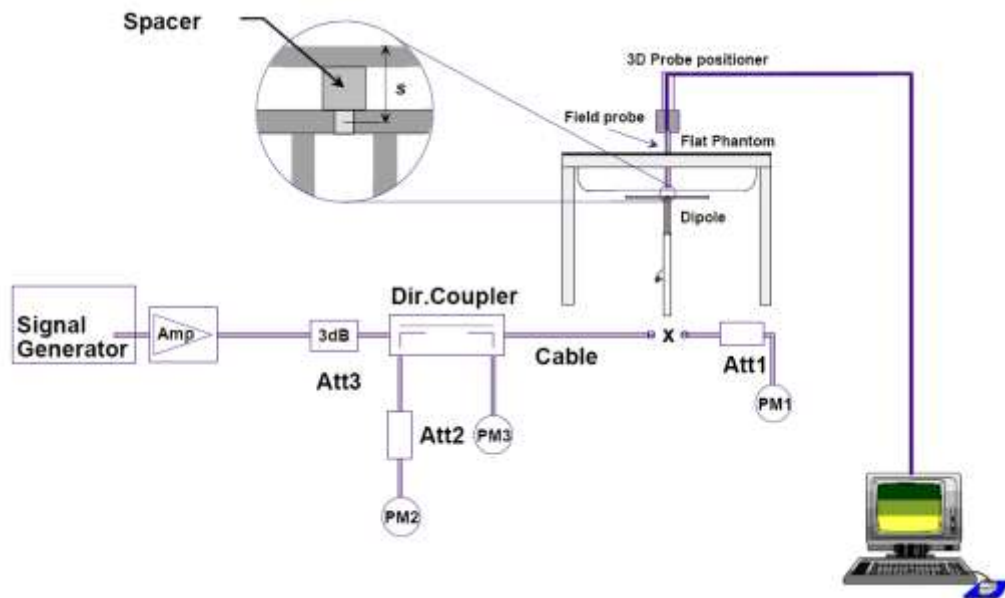 Spacer
s
3D Probe positioner
Field probe
Flat Phantom
Dipole
Signal
Generator
Amp
3dB
Att3
Dir.Coupler
Cable
x
Att1
PM1
Att2
PM3
PM2